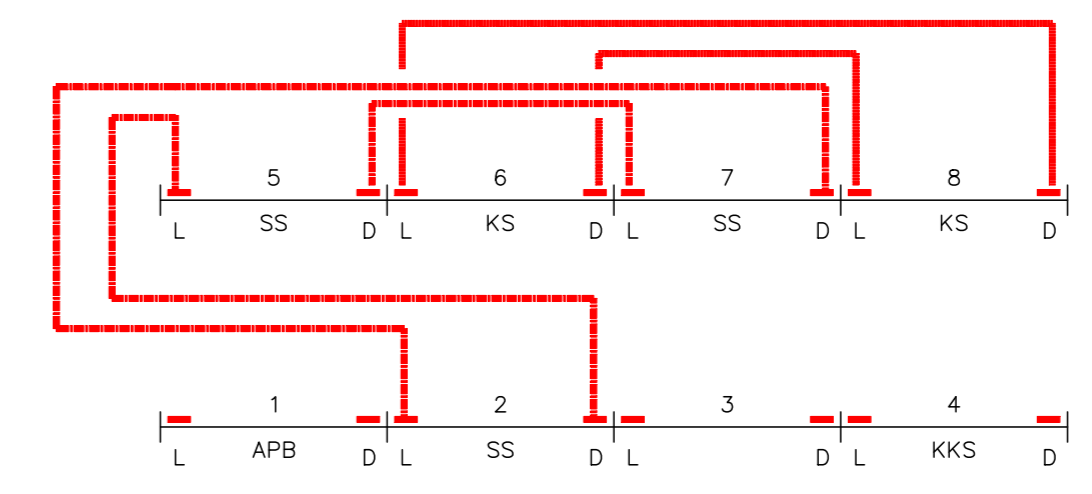 5 6 7 8
L SS D L KS D L SS D L KS D
1 2 3 4
L APB D L SS D L D L KKS D